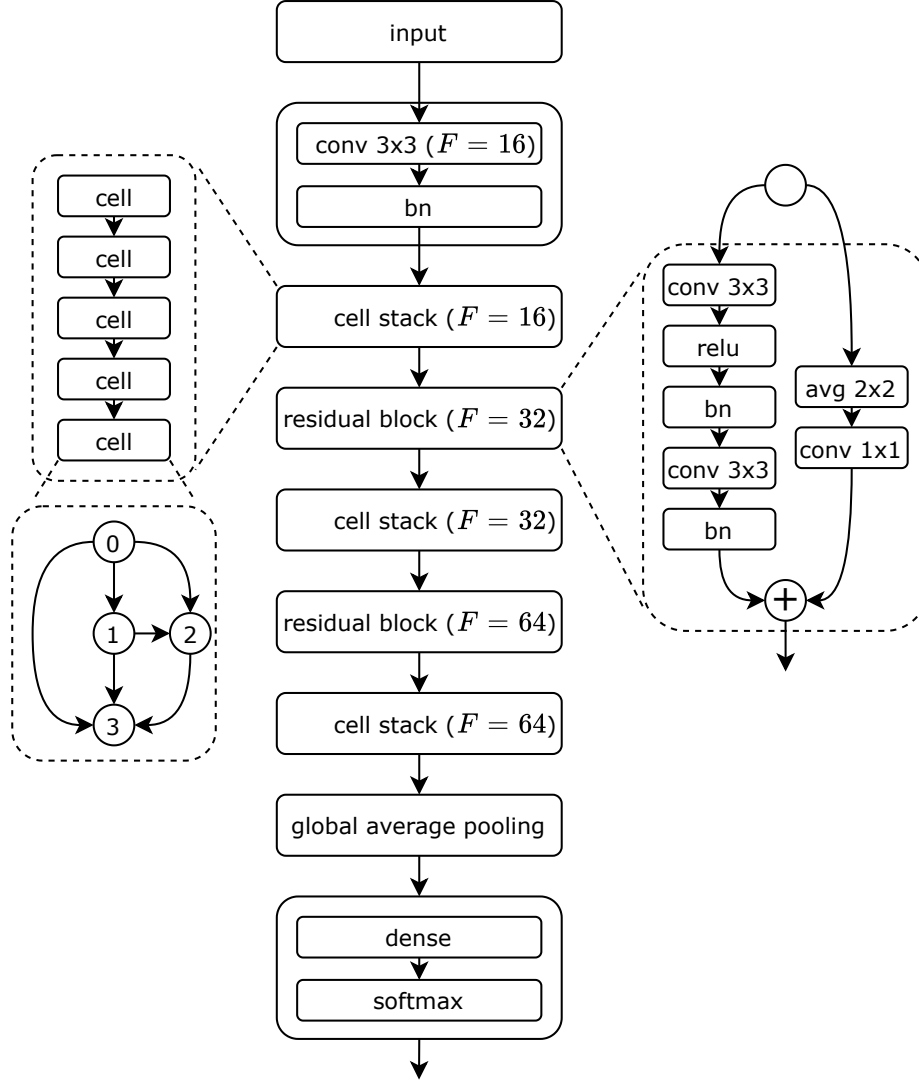 input
conv 3x3 (F = 16)
bn
cell stack (F = 16)
residual block (F = 32)
cell stack (F = 32)
residual block (F = 64)
cell stack (F = 64)
global average pooling
dense
softmax
cell
cell
cell
cell
cell
0
1
2
3
conv 3x3
relu
bn
conv 3x3
bn
avg 2x2
conv 1x1
+